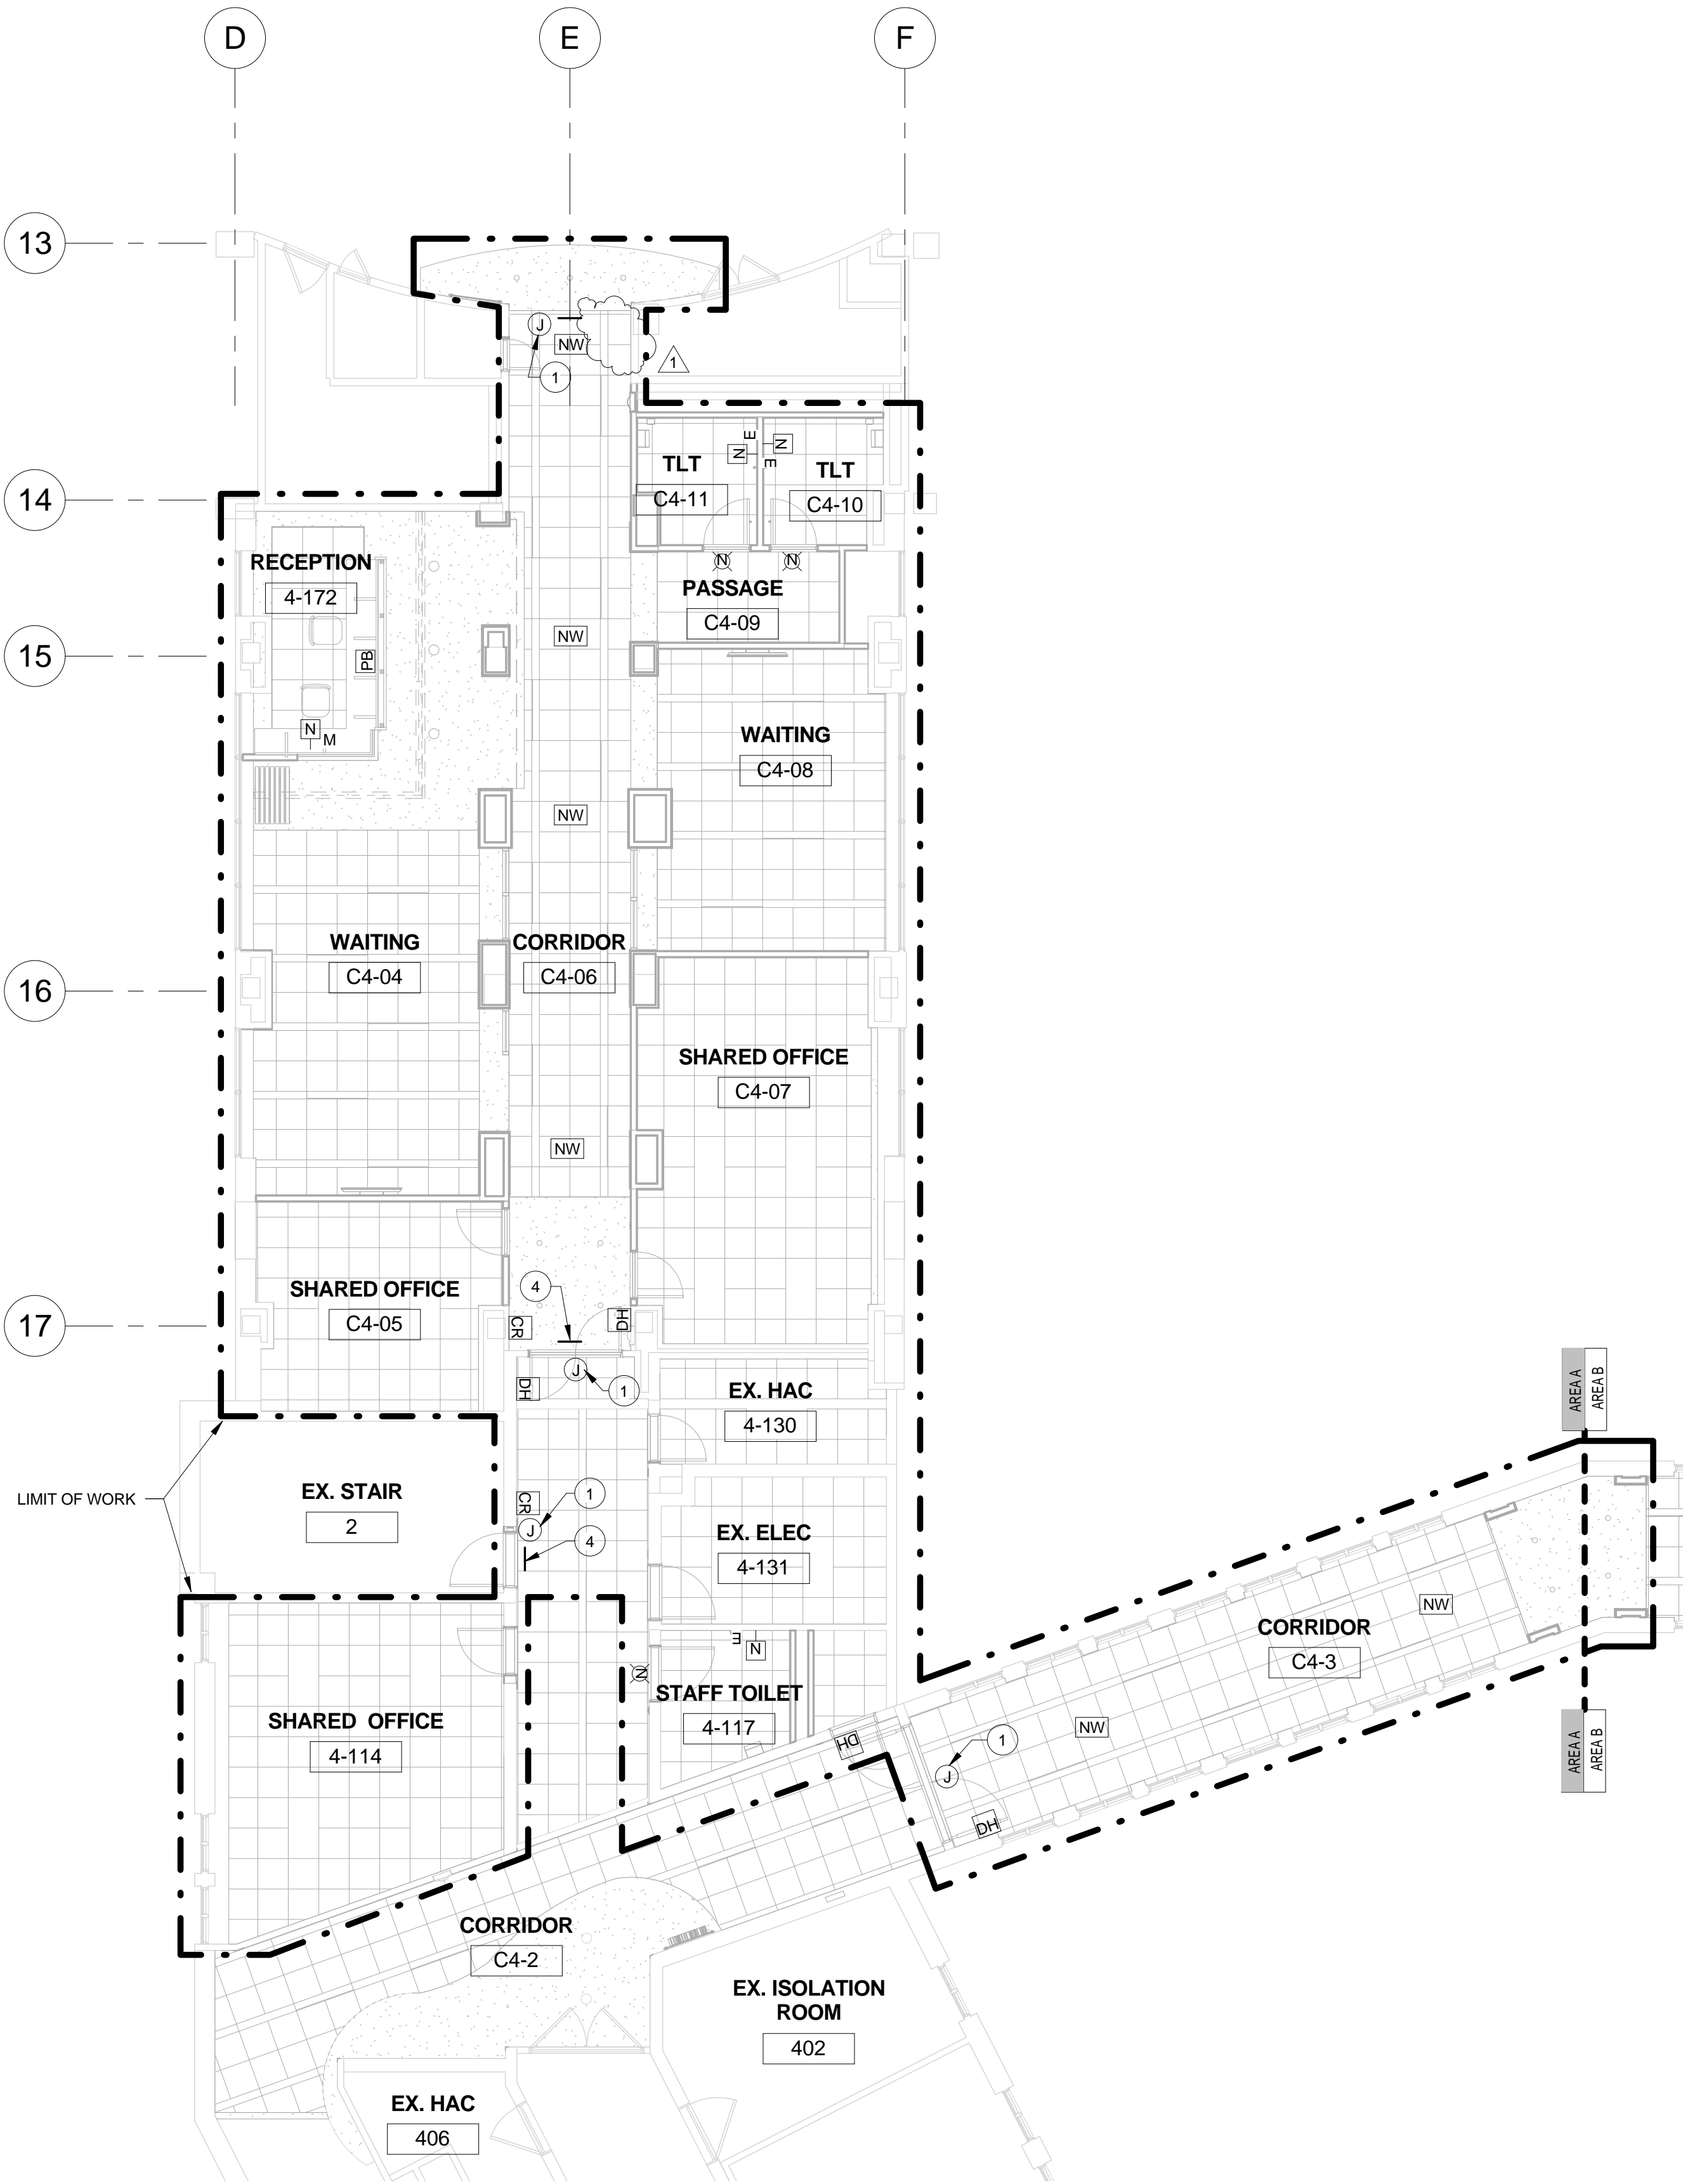 D
E
F
13
J
NW
1
1
E
N
N
E
TLT
C4-11
TLT
C4-10
14
RECEPTION
4-172
N
N
PASSAGE
C4-09
NW
15
PB
N
M
WAITING
C4-08
NW
WAITING
C4-04
CORRIDOR
C4-06
16
SHARED OFFICE
C4-07
NW
SHARED OFFICE
C4-05
4
CR
DH
17
J
1
DH
EX. HAC
4-130
AREA A
AREA B
LIMIT OF WORK
EX. STAIR
2
CR
J
1
4
EX. ELEC
4-131
NW
CORRIDOR
C4-3
E
N
N
STAFF TOILET
4-117
SHARED OFFICE
4-114
DH
NW
J
1
DH
AREA A
AREA B
CORRIDOR
C4-2
EX. ISOLATION
ROOM
402
EX. HAC
406